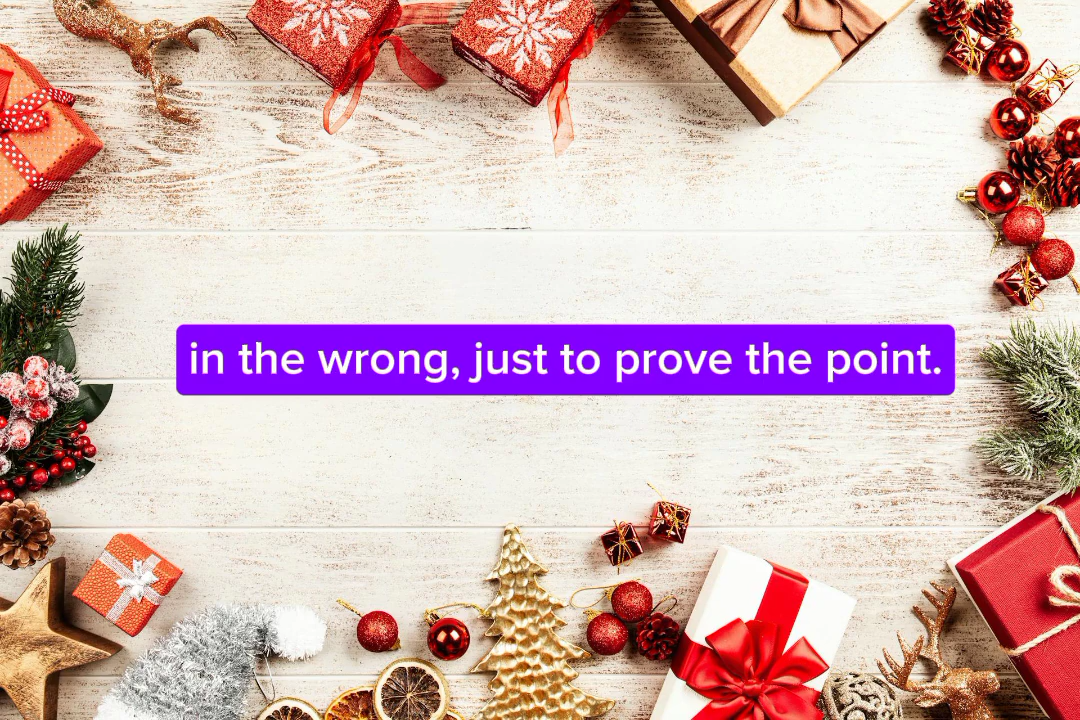 in the wrong, just to prove the point.